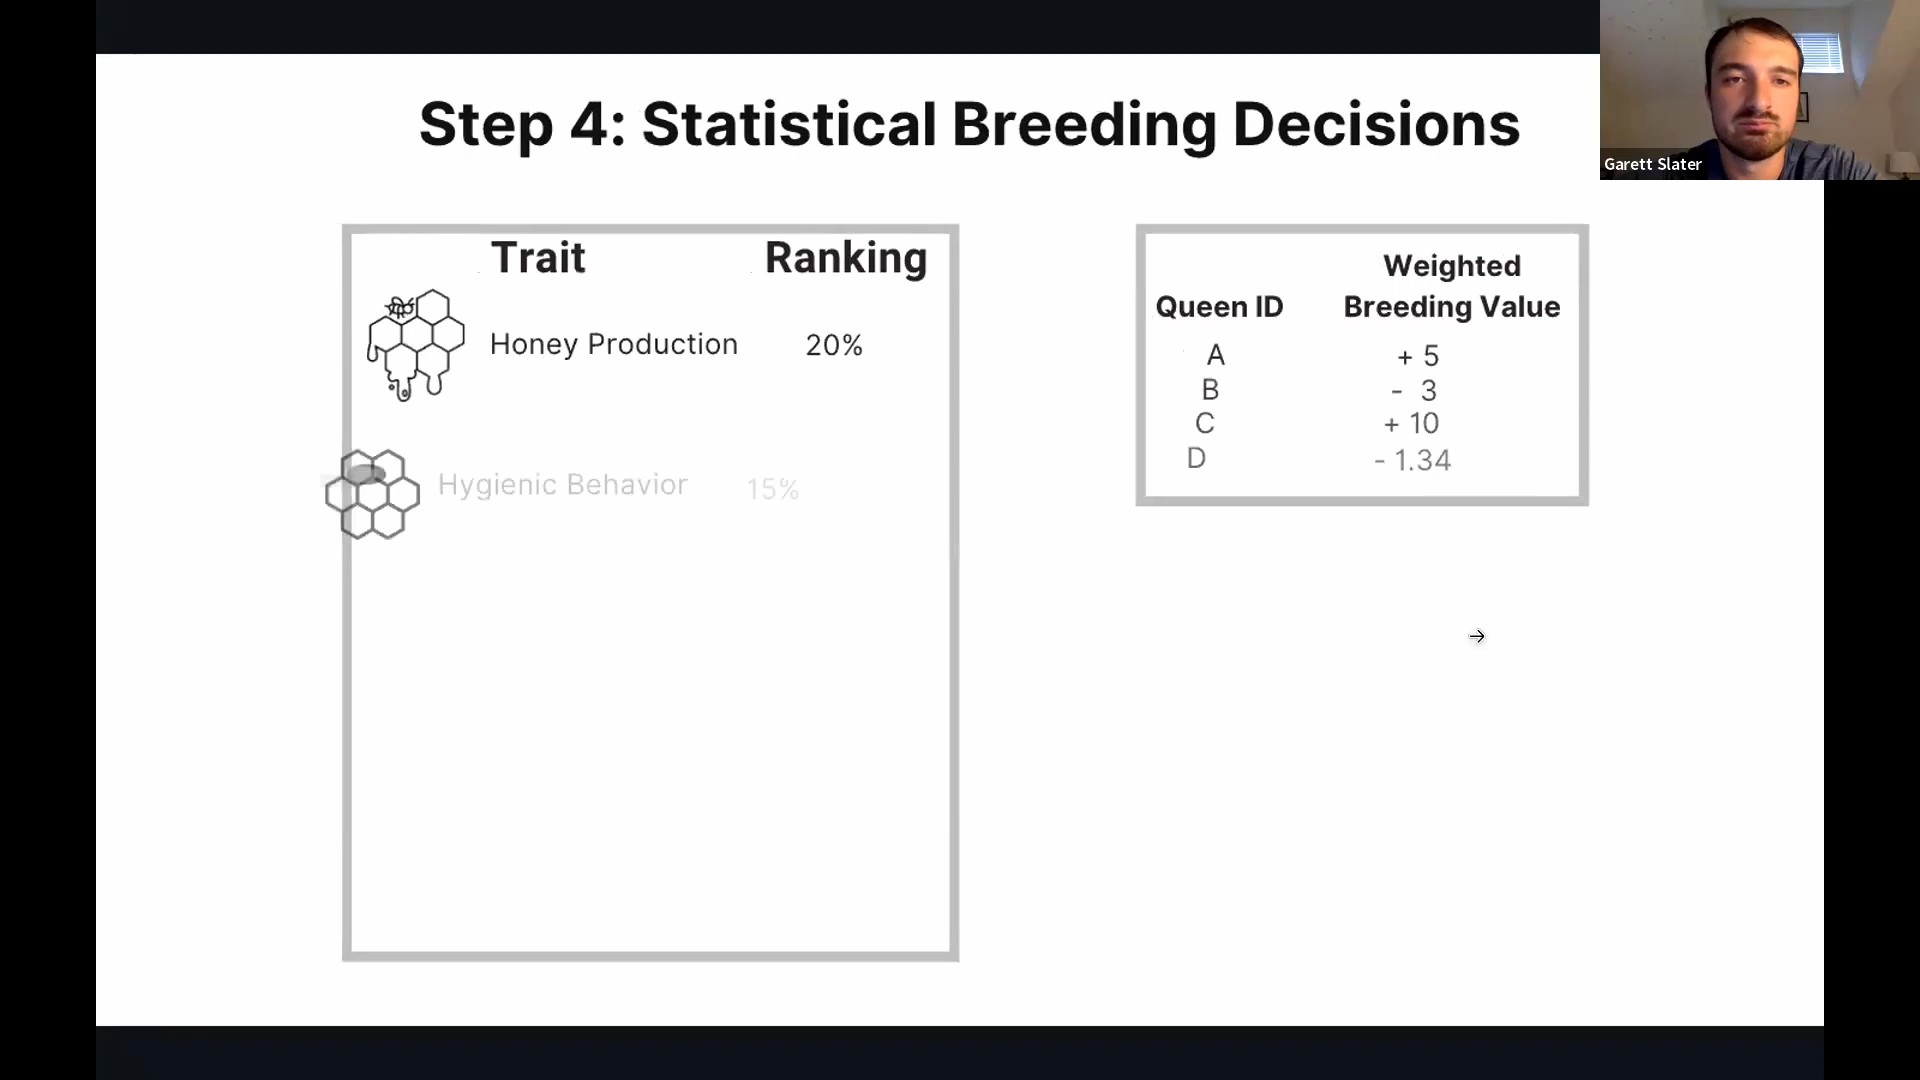 Step 4: Statistical Breeding Decisions
Garett Slater
Trait Ranking
Honey Production 20%
Hygienic Behavior 15%
Weighted
Queen ID Breeding Value
A + 5
B - 3
C + 10
D - 1.34